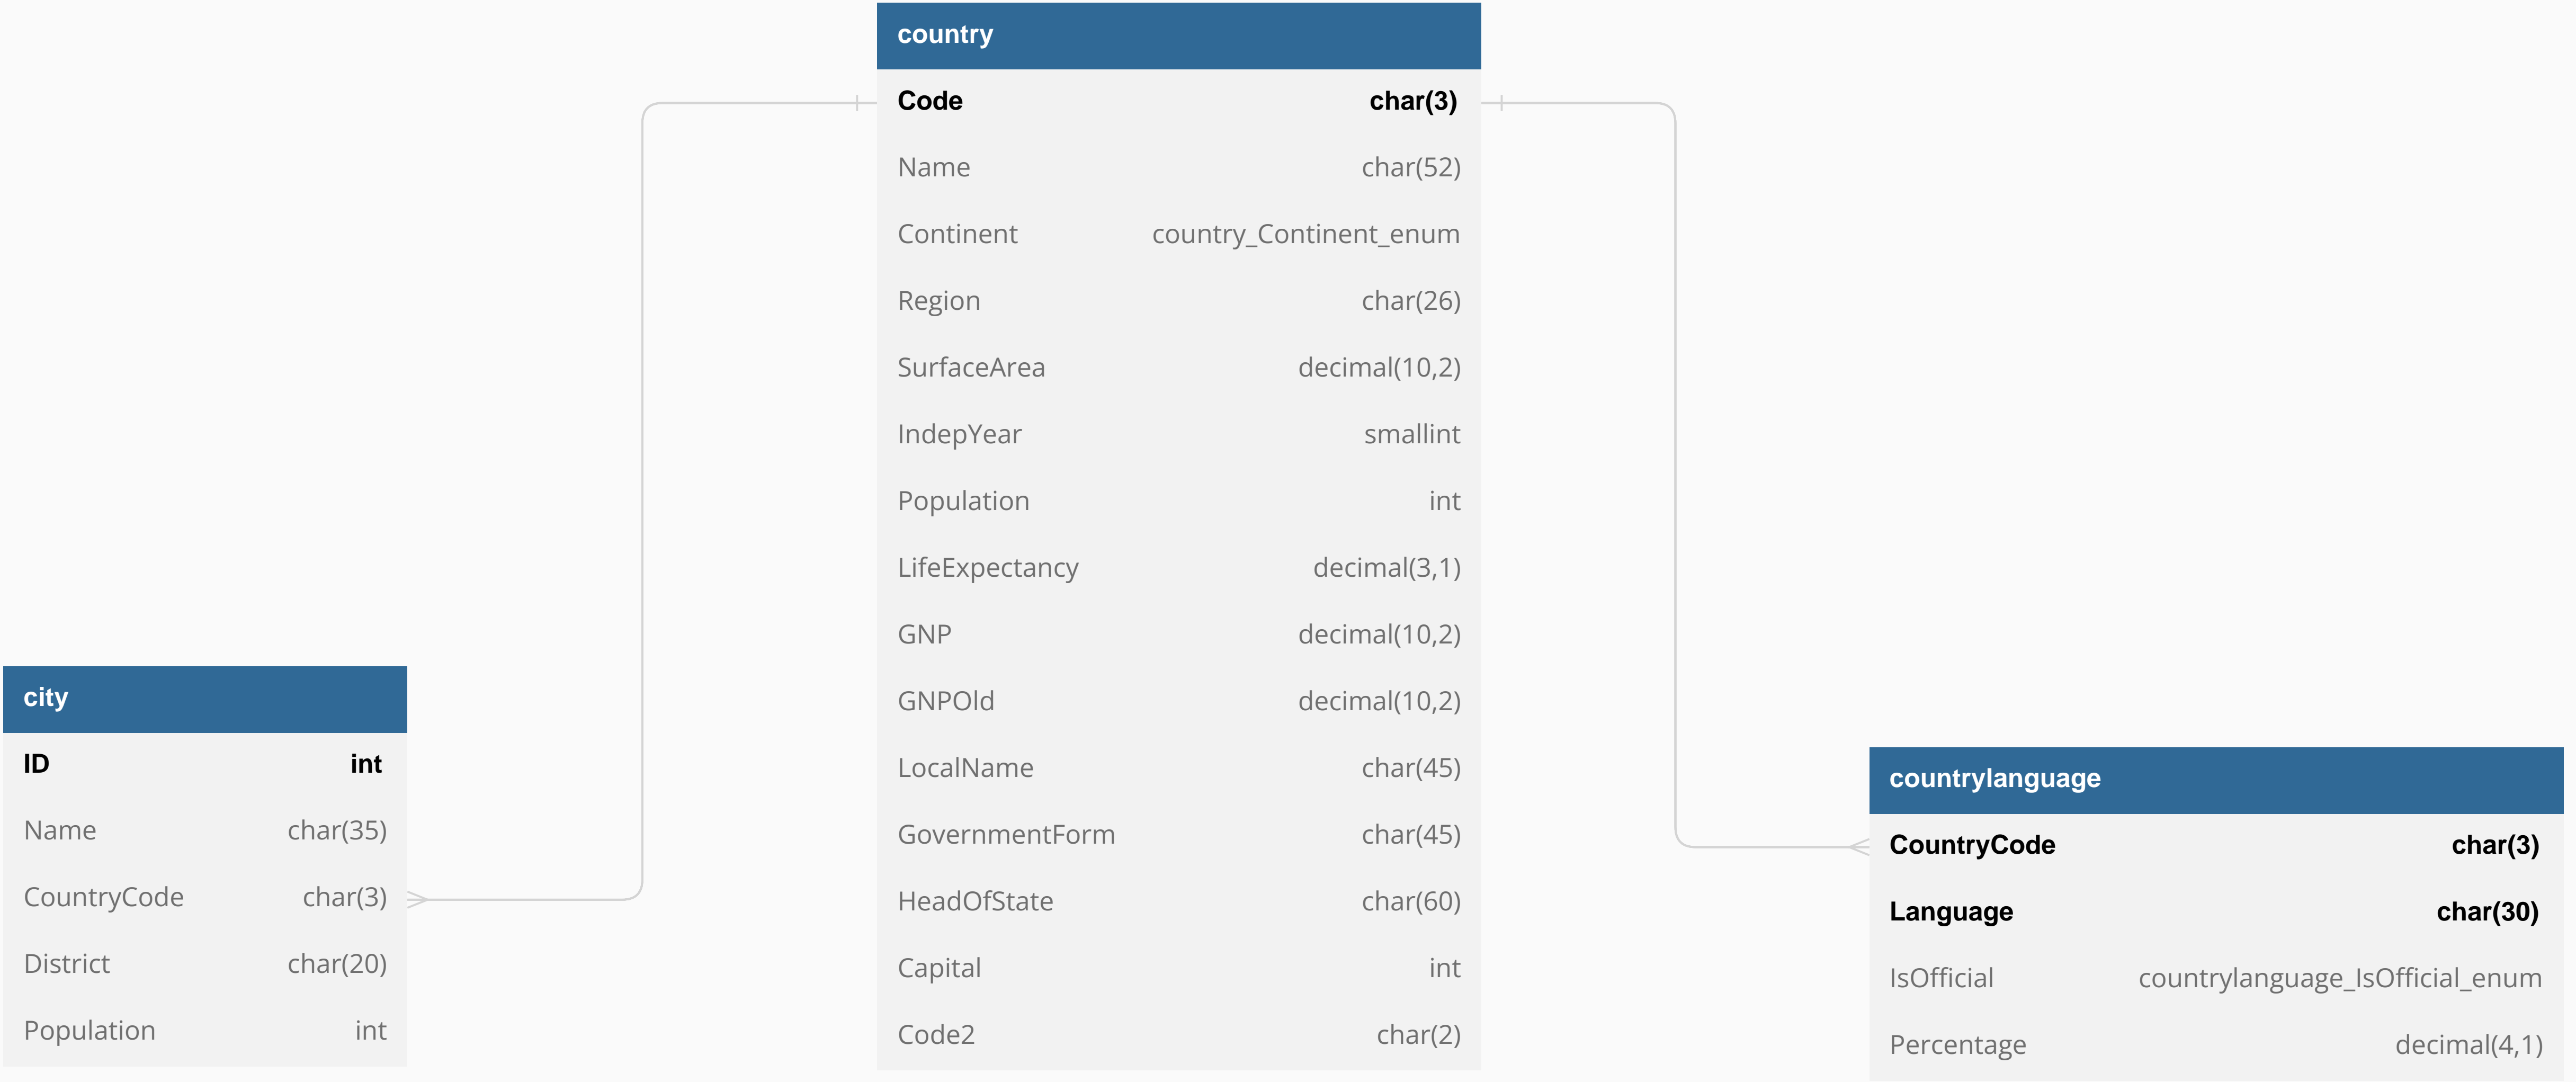 country
Code char(3)
Name char(52)
Continent country_Continent_enum
Region char(26)
SurfaceArea decimal(10,2)
IndepYear smallint
Population int
LifeExpectancy decimal(3,1)
GNP decimal(10,2)
GNPOld decimal(10,2)
LocalName char(45)
GovernmentForm char(45)
HeadOfState char(60)
Capital int
Code2 char(2)
city
ID int
Name char(35)
CountryCode char(3)
District char(20)
Population int
countrylanguage
CountryCode char(3)
Language char(30)
IsOfficial countrylanguage_IsOfficial_enum
Percentage decimal(4,1)